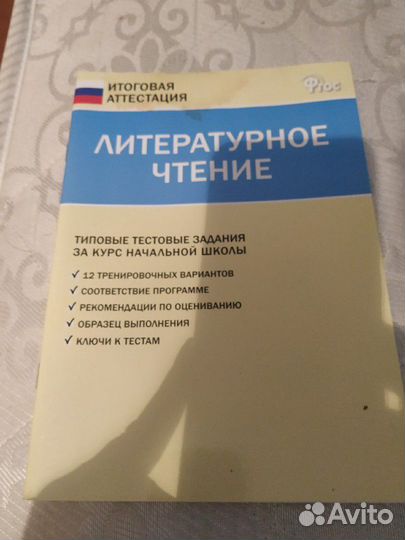 ИТОГОВАЯ
АТТЕСТАЦИЯ
ФГОС
ЛИТЕРАТУРНОЕ
ЧТЕНИЕ
ТИПОВЫЕ ТЕСТОВЫЕ ЗАДАНИЯ
ЗА КУРС НАЧАЛЬНОЙ ШКОЛЫ
✓ 12 ТРЕНИРОВОЧНЫХ ВАРИАНТОВ
✓ СООТВЕТСТВИЕ ПРОГРАММЕ
✓ РЕКОМЕНДАЦИИ ПО ОЦЕНИВАНИЮ
✓ ОБРАЗЕЦ ВЫПОЛНЕНИЯ
✓ КЛЮЧИ К ТЕСТАМ
Avito